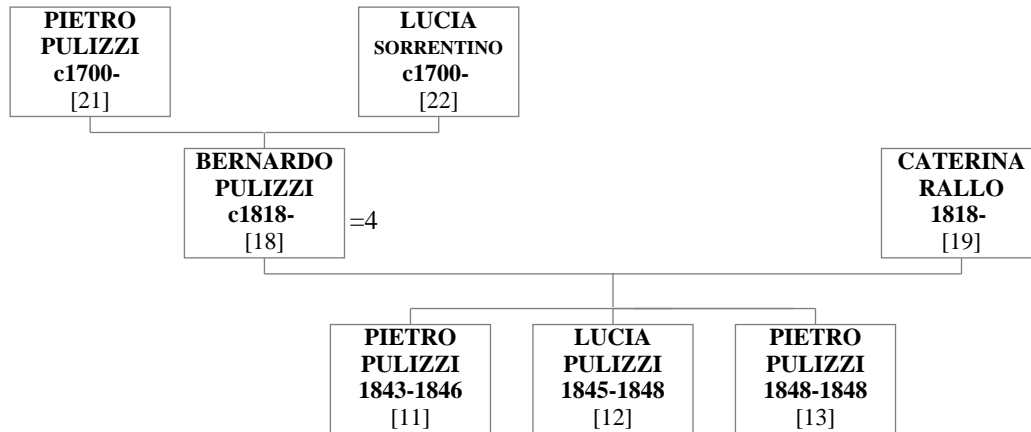 PIETRO
PULIZZI
c1700-
[21]
LUCIA
SORRENTINO
c1700-
[22]
BERNARDO
PULIZZI
c1818-
[18]
=4
CATERINA
RALLO
1818-
[19]
PIETRO
PULIZZI
1843-1846
[11]
LUCIA
PULIZZI
1845-1848
[12]
PIETRO
PULIZZI
1848-1848
[13]